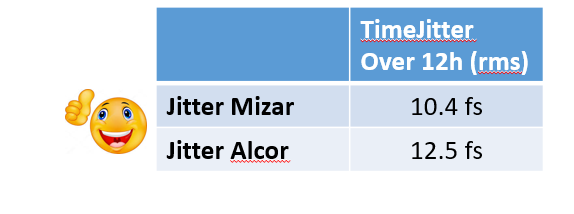 TimeJitter
Over 12h (rms)
Jitter Mizar 10.4 fs
Jitter Alcor 12.5 fs